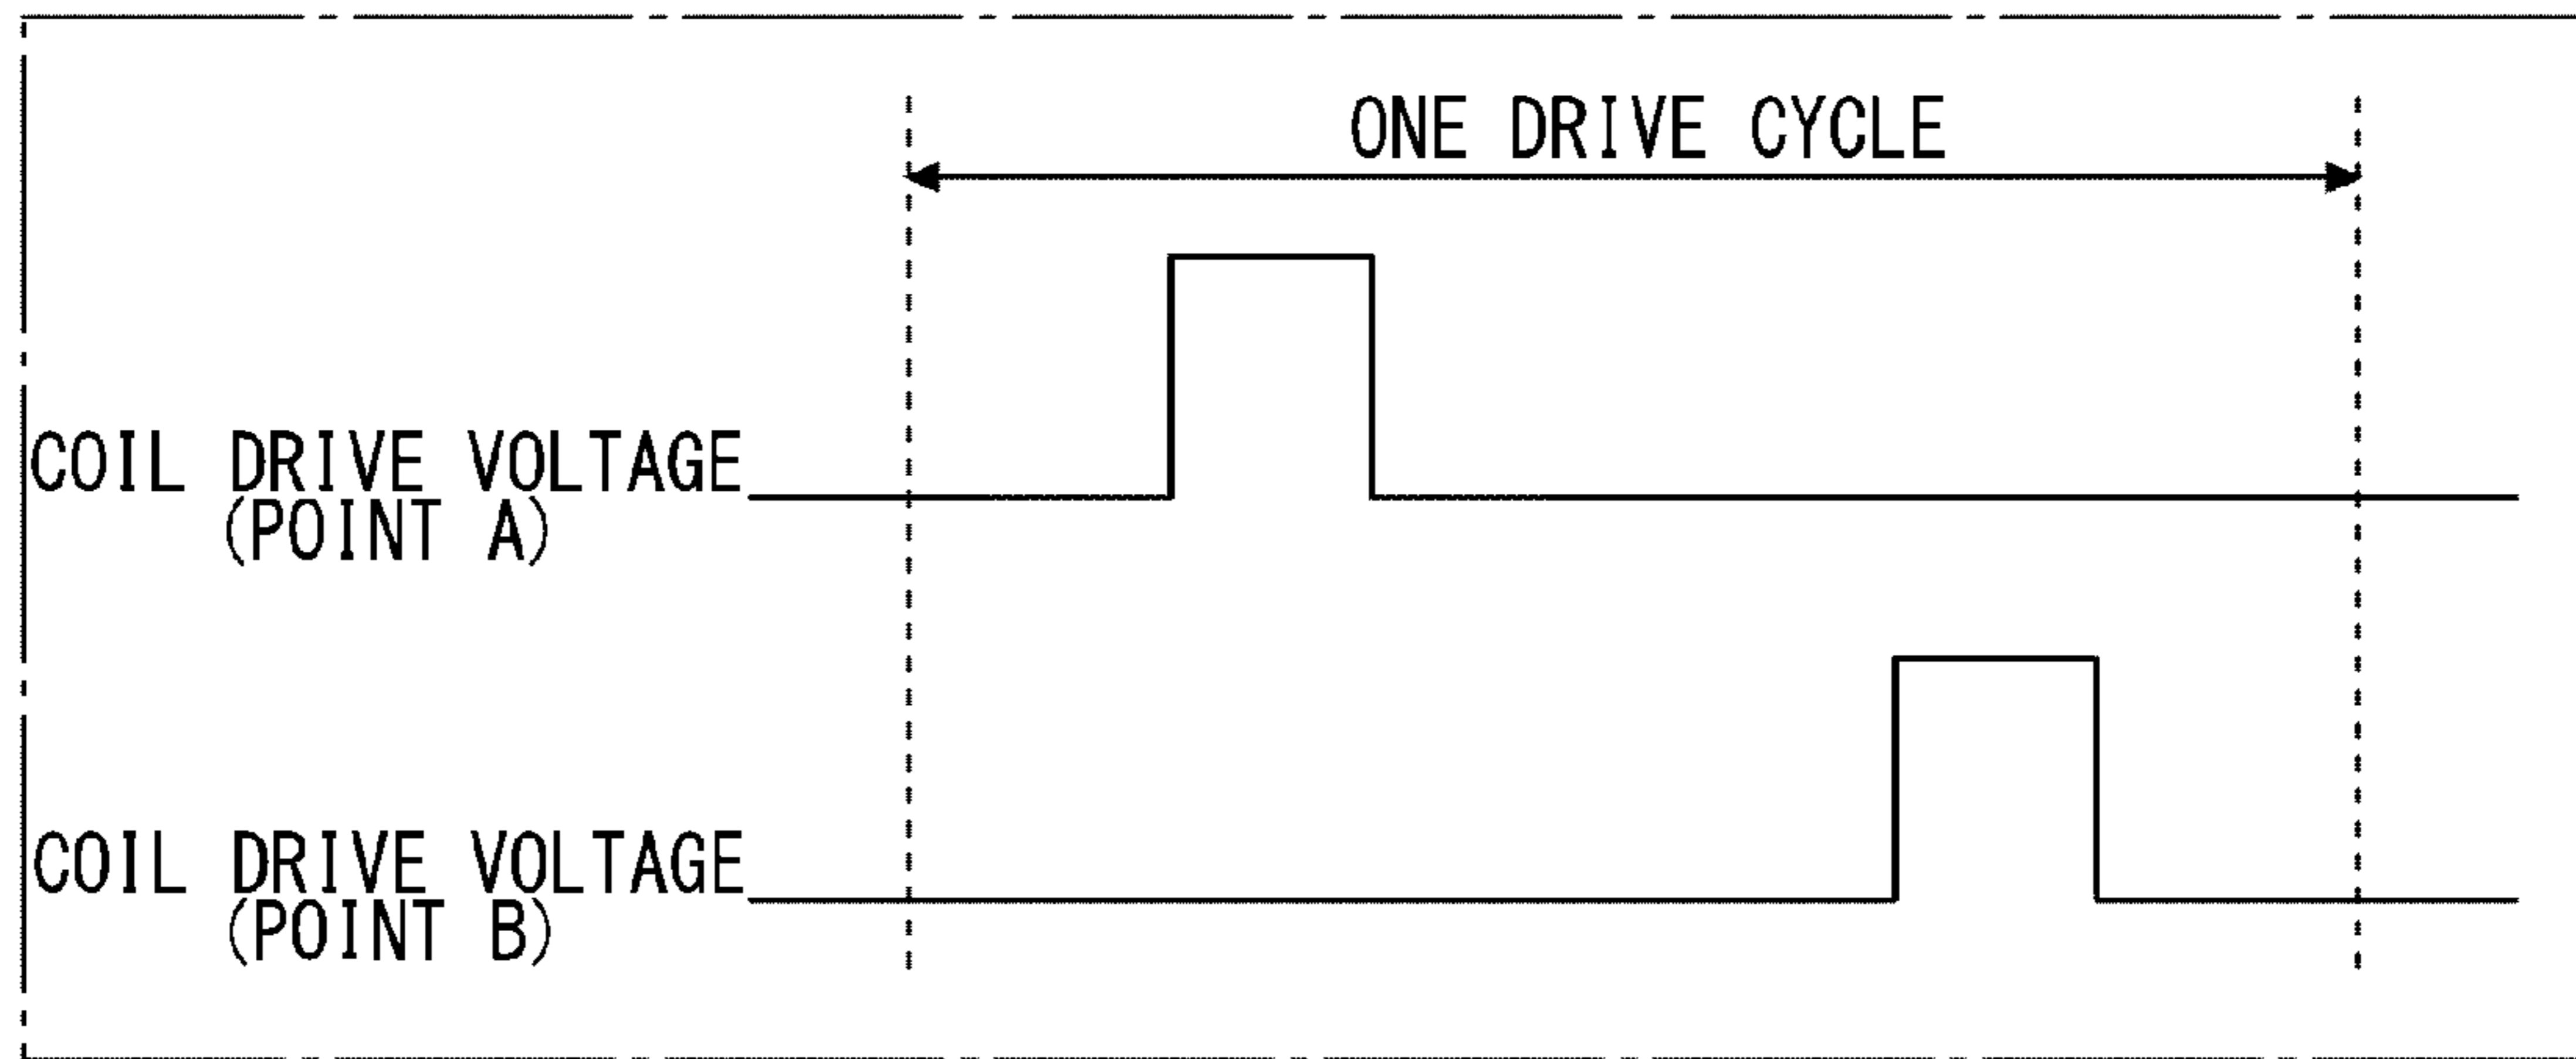 ONE DRIVE CYCLE
COIL DRIVE VOLTAGE
(POINT A)
COIL DRIVE VOLTAGE
(POINT B)